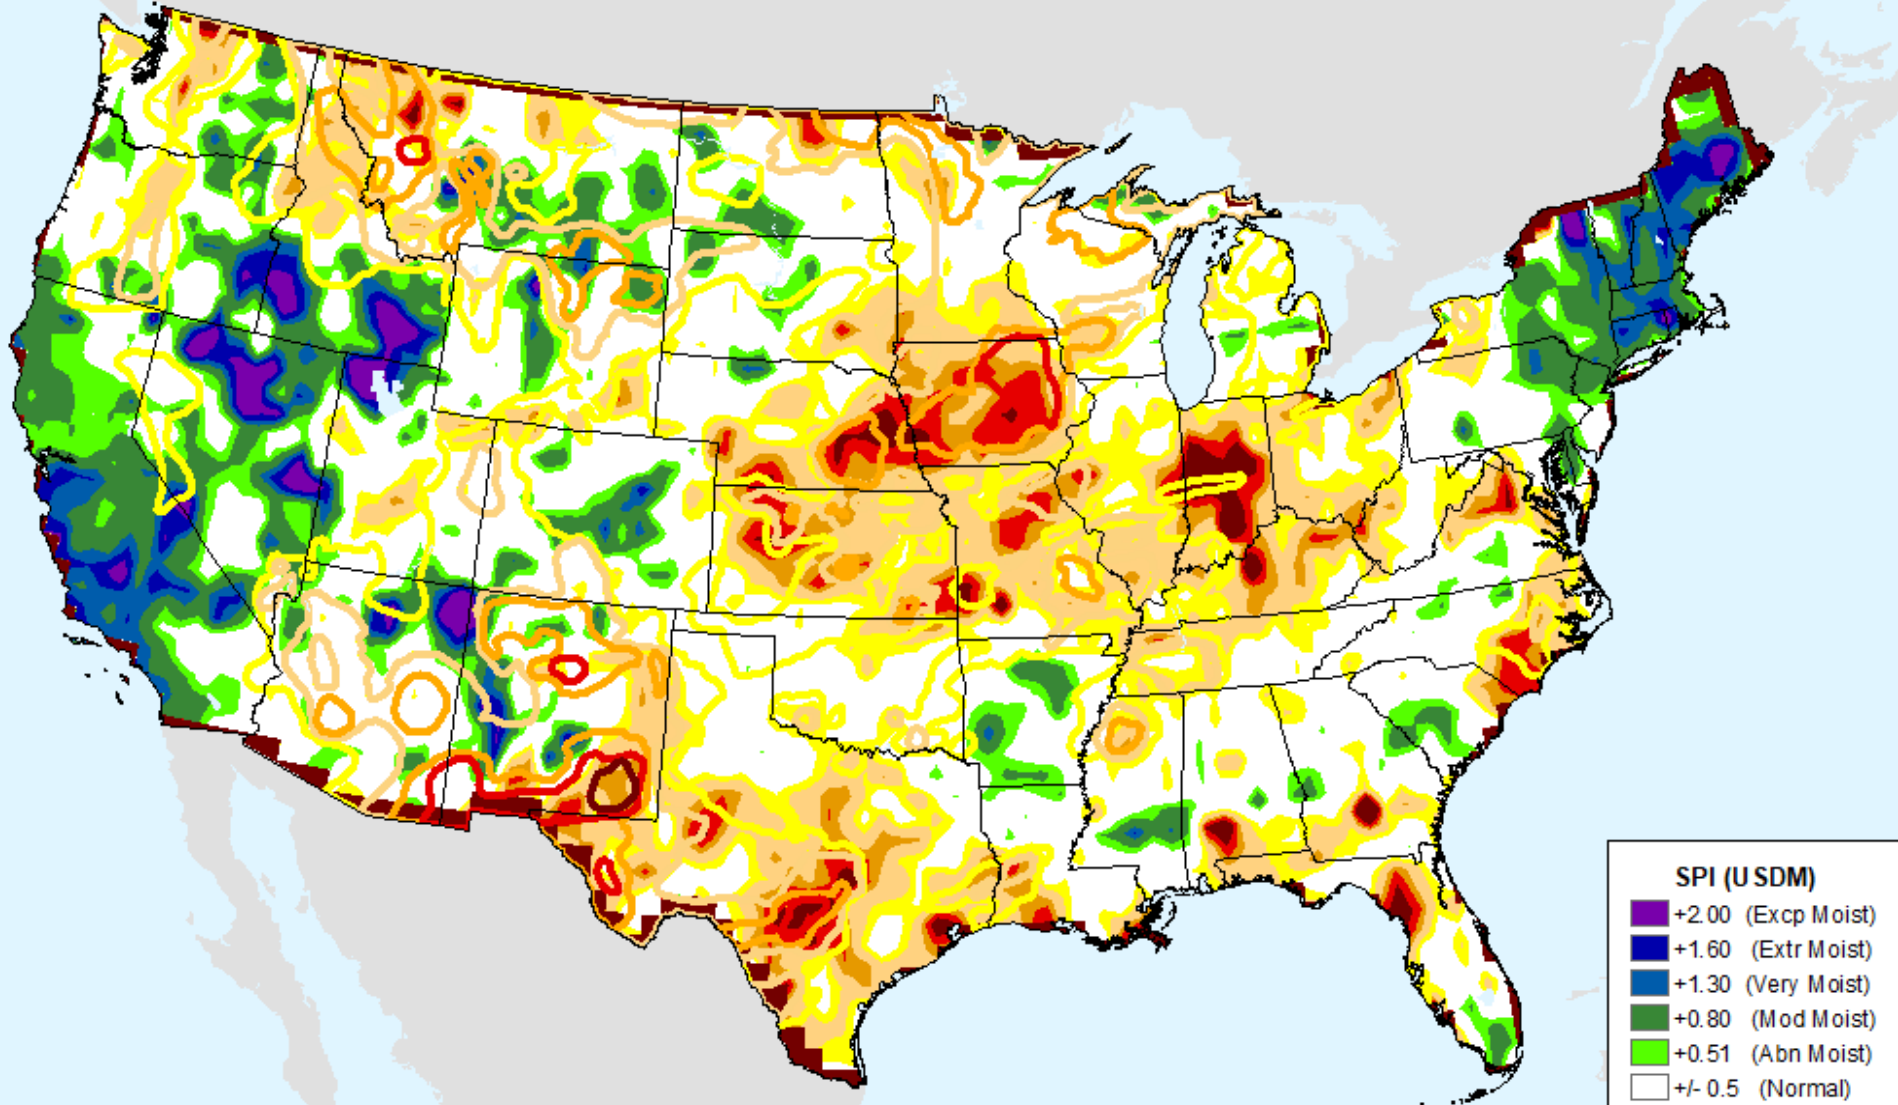 SPI (USDM)
+2.00 (Excp Moist)
+1.60 (Extr Moist)
+1.30 (Very Moist)
+0.80 (Mod Moist)
+0.51 (Abn Moist)
+/- 0.5 (Normal)